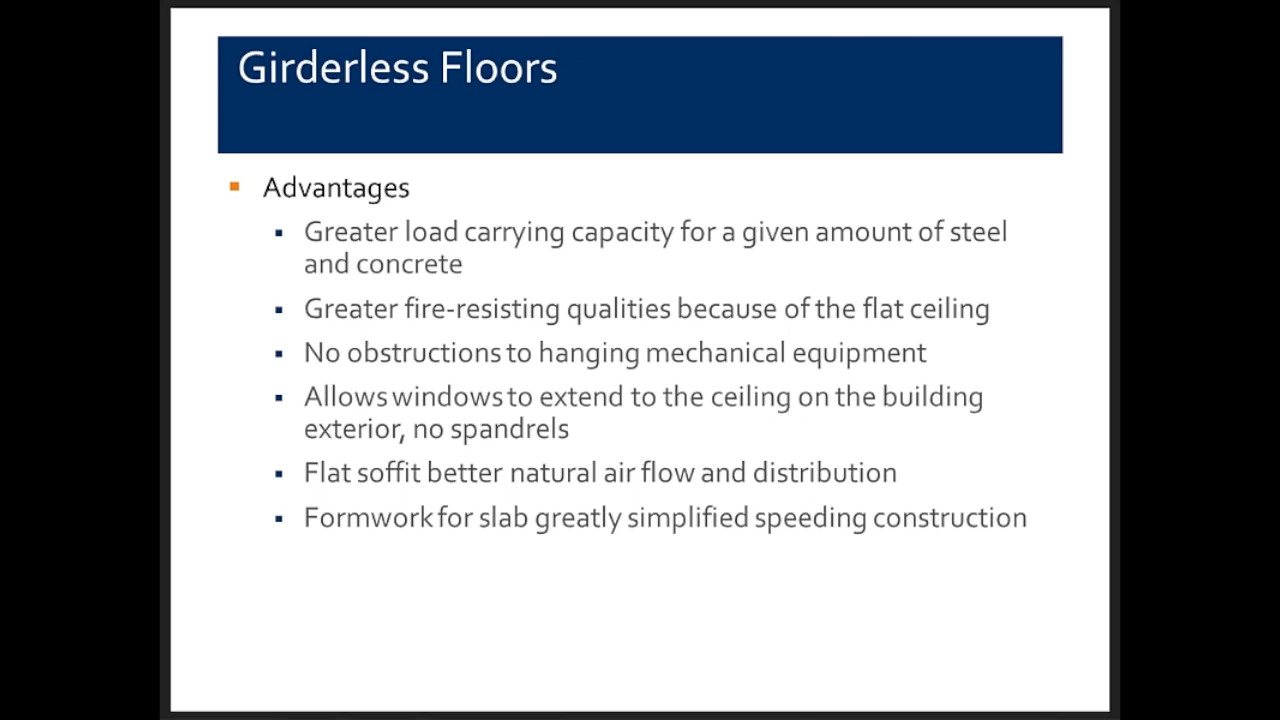 Girderless Floors
Advantages
Greater load carrying capacity for a given amount of steel
and concrete
Greater fire-resisting qualities because of the flat ceiling
No obstructions to hanging mechanical equipment
Allows windows to extend to the ceiling on the building
exterior, no spandrels
Flat soffit better natural air flow and distribution
Formwork for slab greatly simplified speeding construction